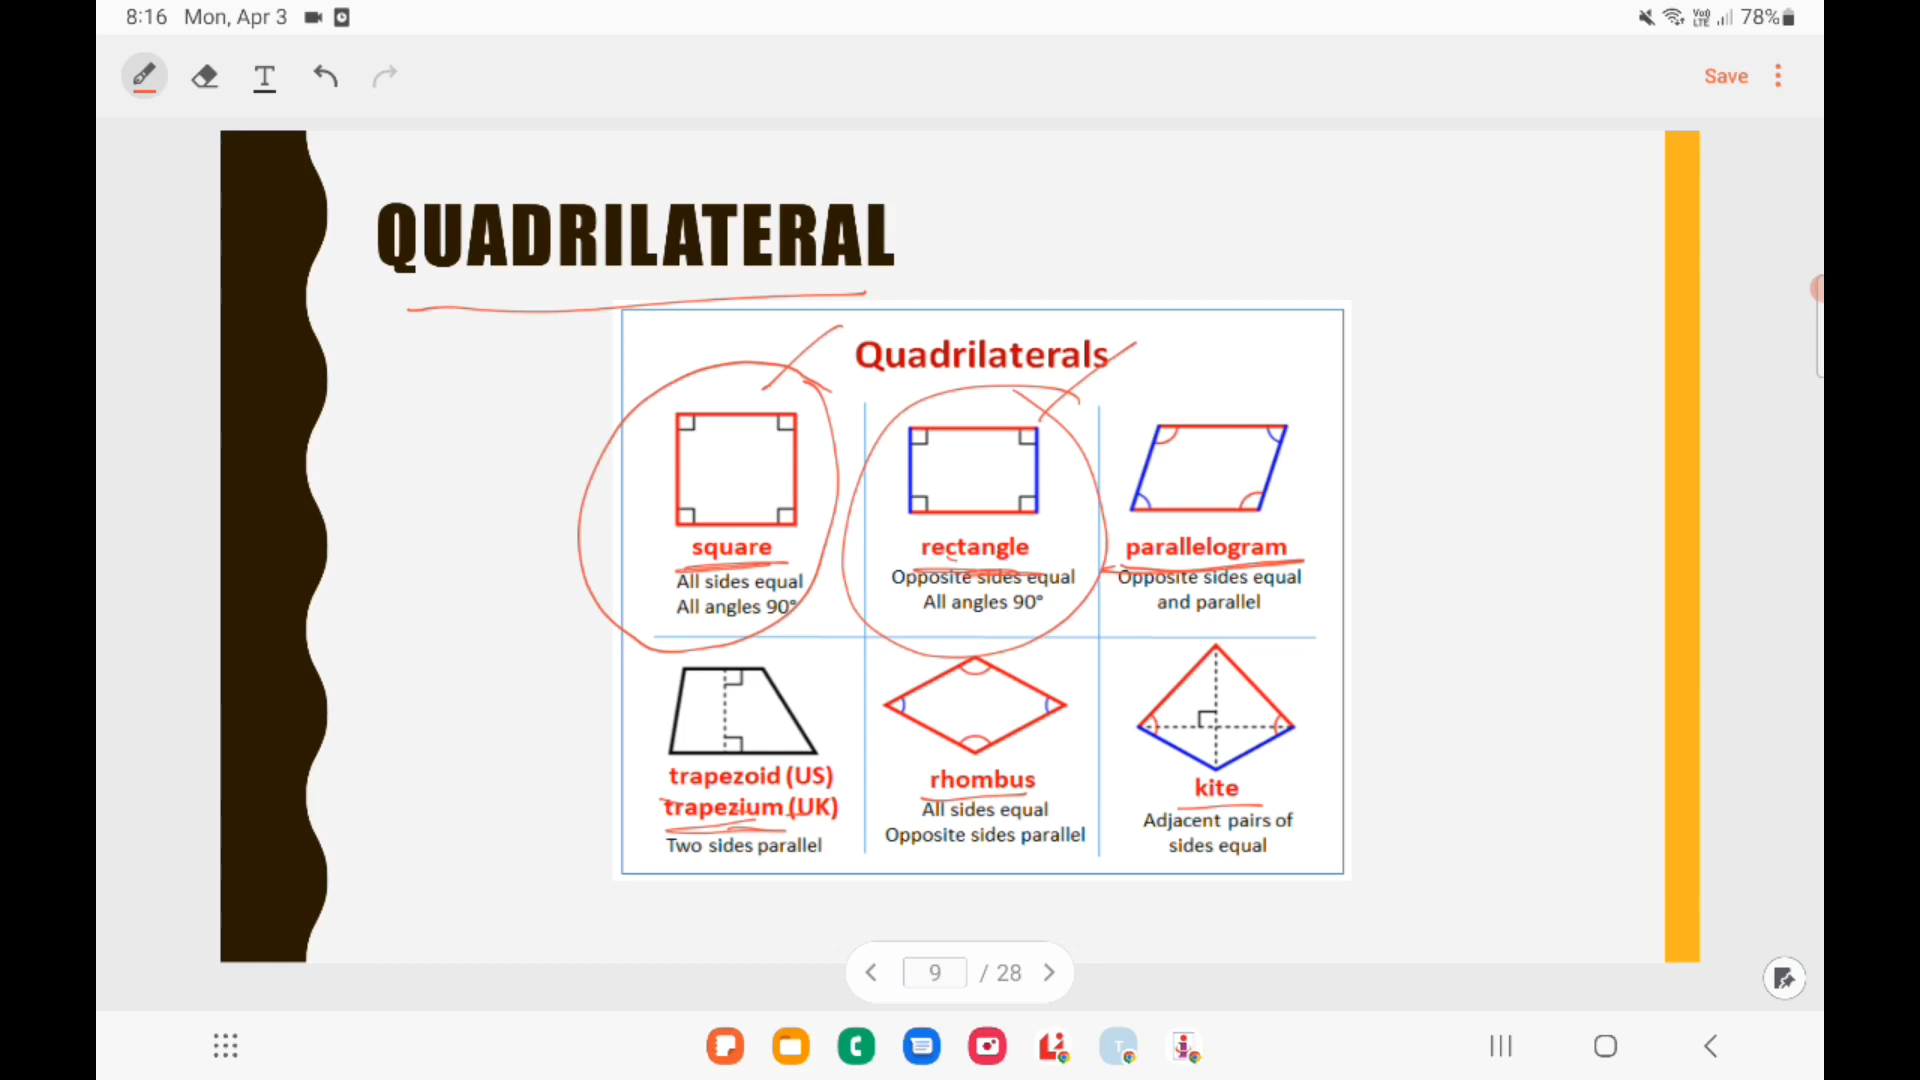 8:16 Mon, Apr 3
Vo) LTE 78%
T
Save
QUADRILATERAL
Quadrilaterals
square
All sides equal
All angles 90°
rectangle
Opposite sides equal
All angles 90°
parallelogram
Opposite sides equal
and parallel
trapezoid (US)
trapezium (UK)
Two sides parallel
rhombus
All sides equal
Opposite sides parallel
kite
Adjacent pairs of
sides equal
9 / 28
T